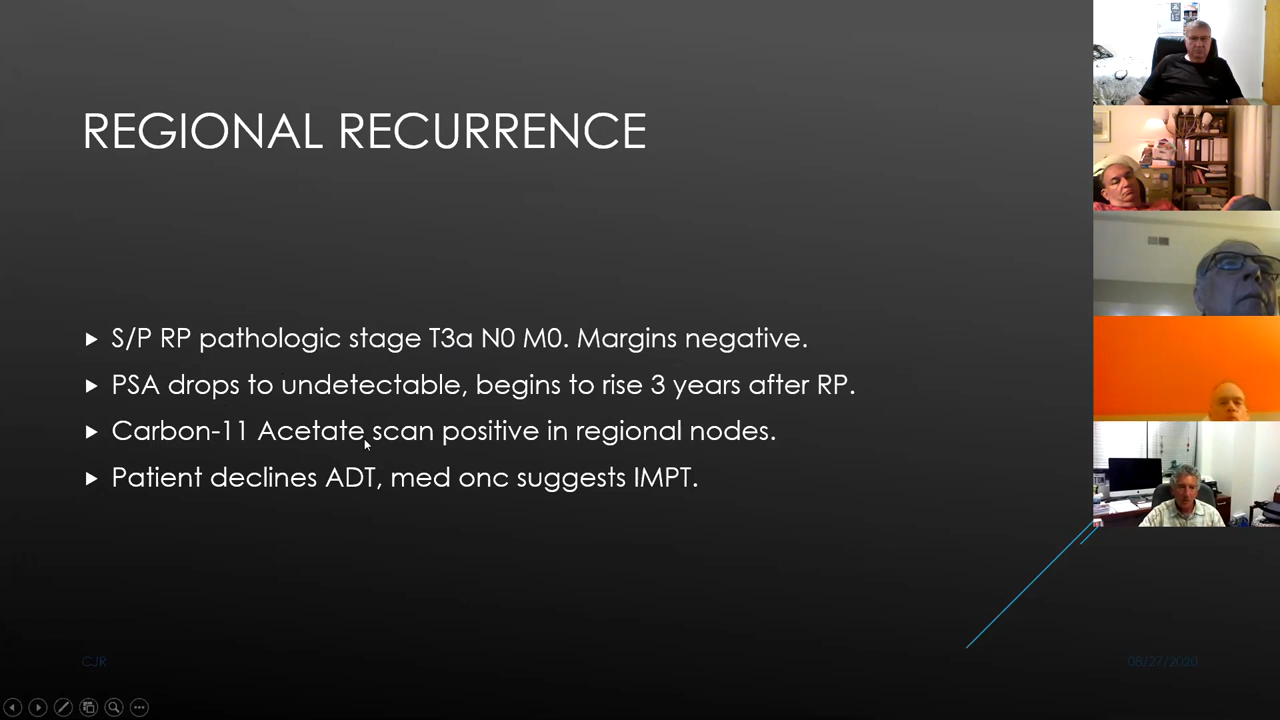 REGIONAL RECURRENCE
S/P RP pathologic stage T3a N0 M0. Margins negative.
PSA drops to undetectable, begins to rise 3 years after RP.
Carbon-11 Acetate scan positive in regional nodes.
Patient declines ADT, med onc suggests IMPT.
CJR
08/27/2020